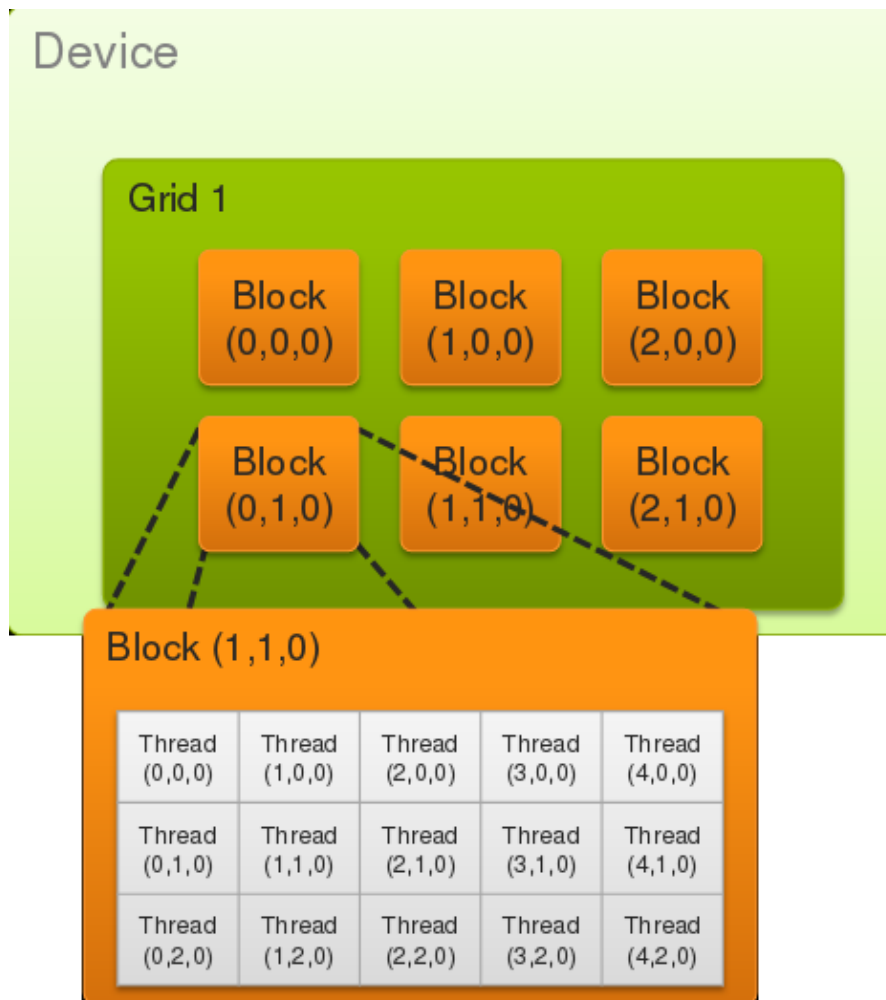 Device
Grid 1
Block
(0,0,0)
Block
(1,0,0)
Block
(2,0,0)
Block
(0,1,0)
Block
(1,1,0)
Block
(2,1,0)
Block (1,1,0)
Thread
(0,0,0)
Thread
(1,0,0)
Thread
(2,0,0)
Thread
(3,0,0)
Thread
(4,0,0)
Thread
(0,1,0)
Thread
(1,1,0)
Thread
(2,1,0)
Thread
(3,1,0)
Thread
(4,1,0)
Thread
(0,2,0)
Thread
(1,2,0)
Thread
(2,2,0)
Thread
(3,2,0)
Thread
(4,2,0)